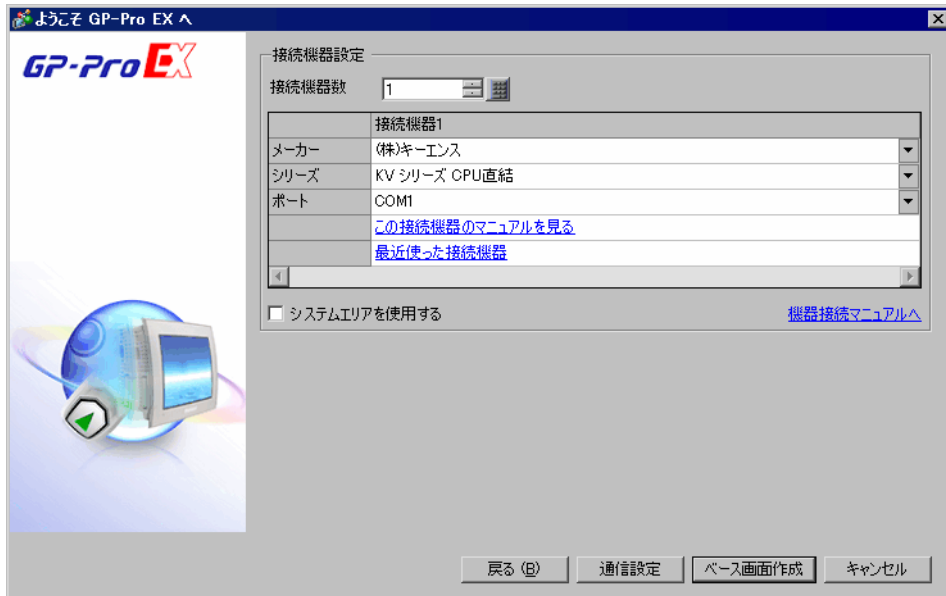 ようこそ GP-Pro EX へ
GP-Pro EX
接続機器設定
接続機器数 1
接続機器1
メーカー (株)キーエンス
シリーズ KV シリーズ CPU直結
ポート COM1
この接続機器のマニュアルを見る
最近使った接続機器
システムエリアを使用する 機器接続マニュアルへ
戻る (B) 通信設定 ベース画面作成 キャンセル